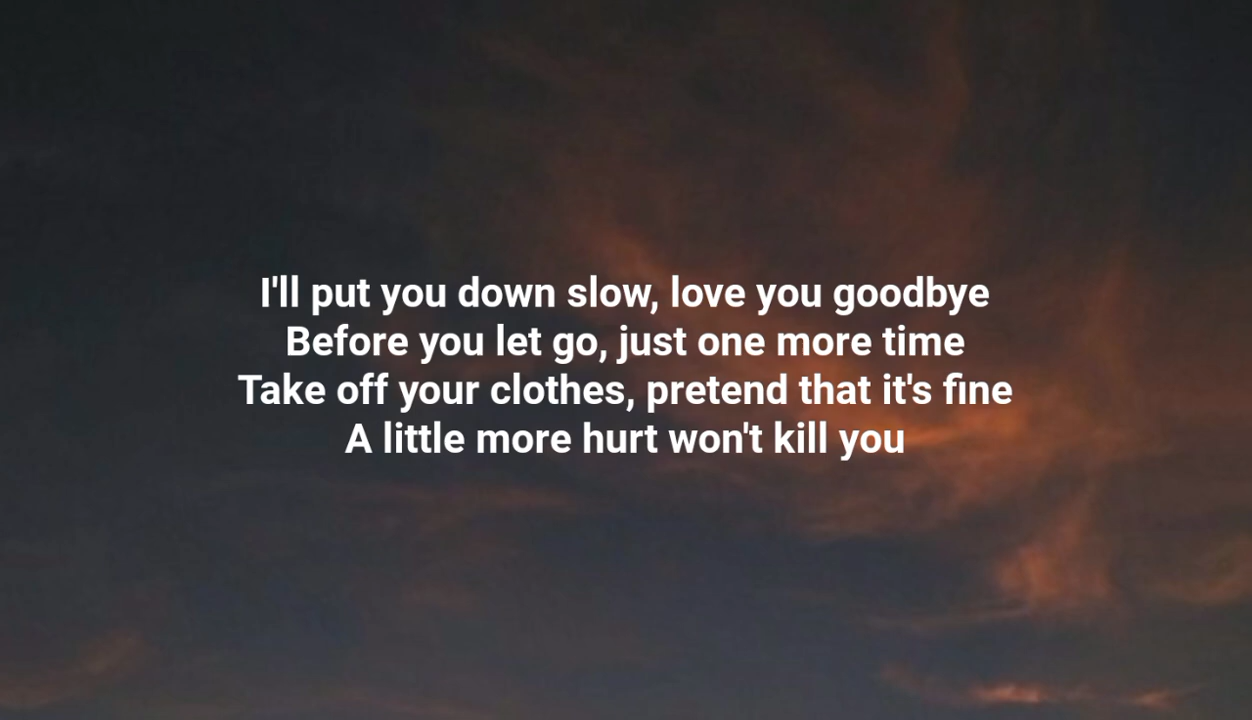 I'll put you down slow, love you goodbye
Before you let go, just one more time
Take off your clothes, pretend that it's fine
A little more hurt won't kill you